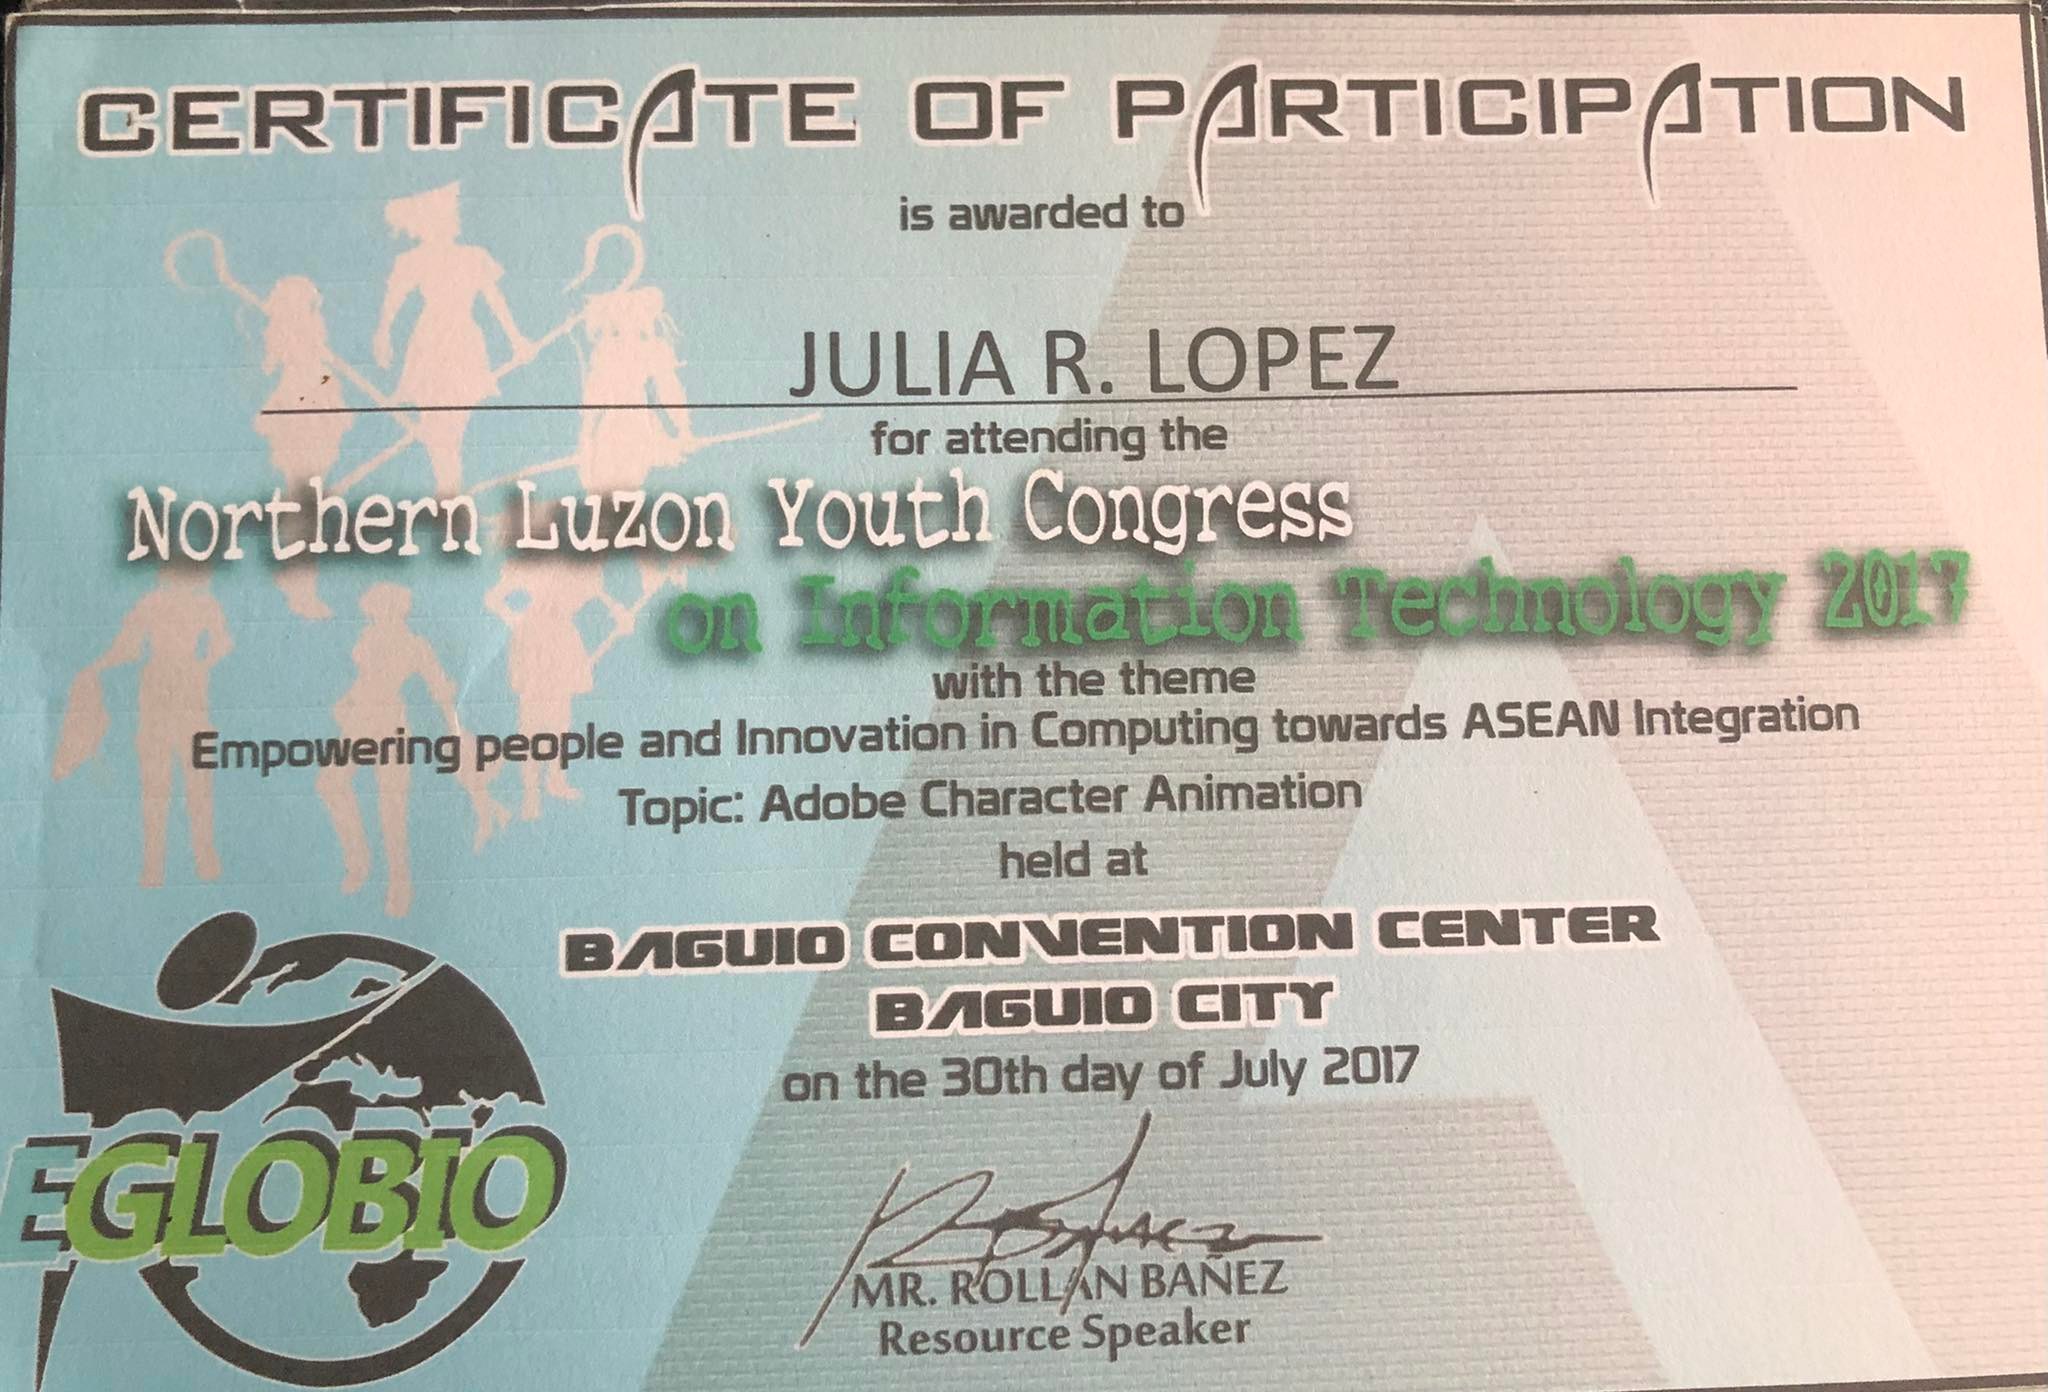 CERTIFICATE OF PARTICIPATION
is awarded to
JULIA R. LOPEZ
for attending the
Northern Luzon Youth Congress
on Information Technology 2017
with the theme
Empowering people and Innovation in Computing towards ASEAN Integration
Topic: Adobe Character Animation
held at
BAGUIO CONVENTION CENTER
BAGUIO CITY
on the 30th day of July 2017
EGLOBIO
MR. ROLLAN BAÑEZ
Resource Speaker